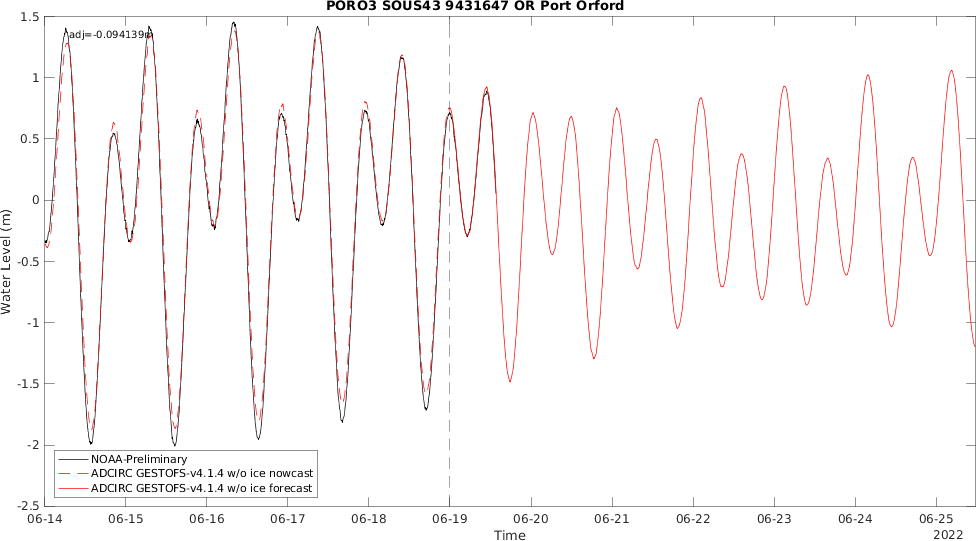 PORO3 SOUS43 9431647 OR Port Orford
adj=-0.094139m
1.5
1
0.5
0
-0.5
-1
-1.5
-2
-2.5
Water Level (m)
NOAA-Preliminary
ADCIRC GESTOFS-v4.1.4 w/o ice nowcast
ADCIRC GESTOFS-v4.1.4 w/o ice forecast
06-14 06-15 06-16 06-17 06-18 06-19 06-20 06-21 06-22 06-23 06-24 06-25
Time
2022